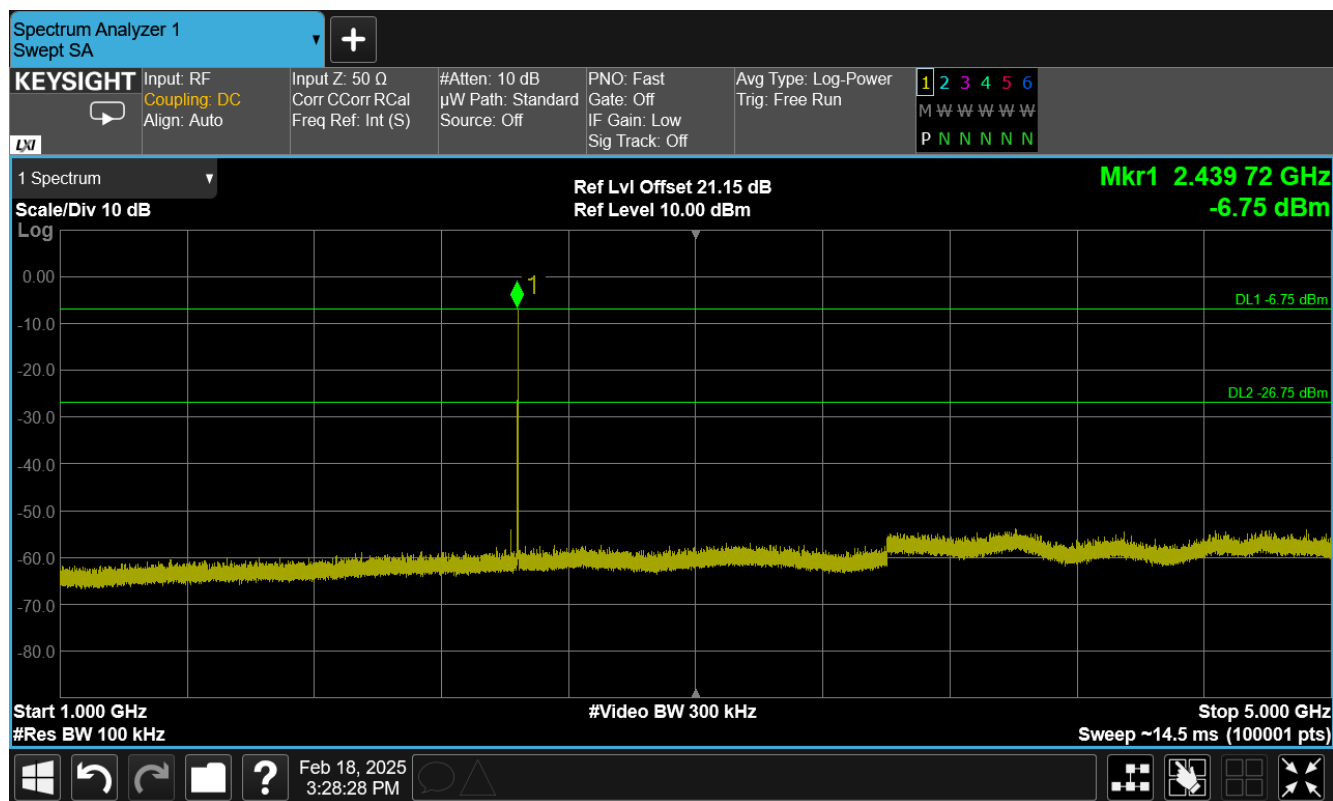 Spectrum Analyzer 1
Swept SA
KEYSIGHT
LXI
Input: RF
Coupling: DC
Align: Auto
Input Z: 50 Ω
Corr CCorr RCal
Freq Ref: Int (S)
#Atten: 10 dB
µW Path: Standard
Source: Off
PNO: Fast
Gate: Off
IF Gain: Low
Sig Track: Off
Avg Type: Log-Power
Trig: Free Run
1 2 3 4 5 6
M W W W W W
P N N N N N
1 Spectrum
Scale/Div 10 dB
Log
Ref Lvl Offset 21.15 dB
Ref Level 10.00 dBm
Mkr1 2.439 72 GHz
-6.75 dBm
0.00
1
DL1 -6.75 dBm
-10.0
-20.0
DL2 -26.75 dBm
-30.0
-40.0
-50.0
-60.0
-70.0
-80.0
Start 1.000 GHz
#Video BW 300 kHz
Stop 5.000 GHz
#Res BW 100 kHz
Sweep ~14.5 ms (100001 pts)
?
Feb 18, 2025
3:28:28 PM